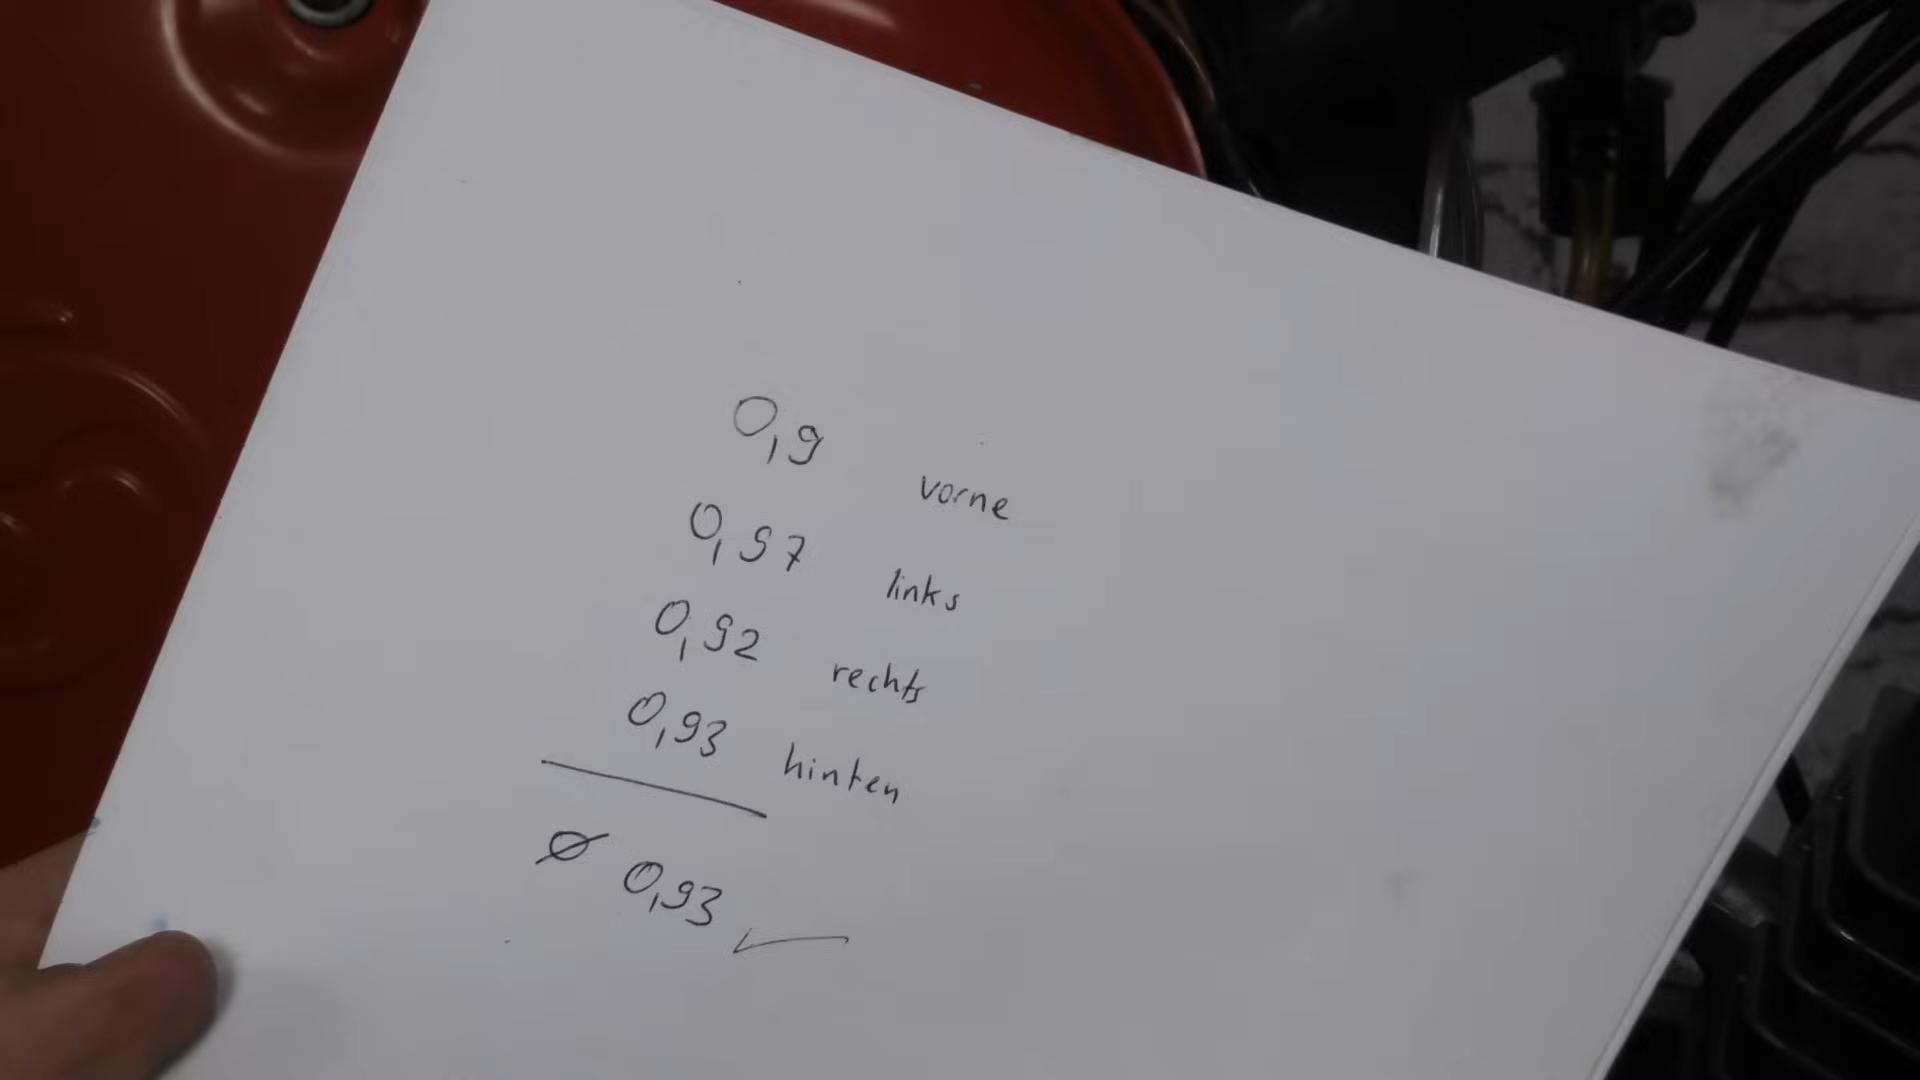 0,9 vorne
0,97 links
0,92 rechts
0,93 hinten
Ø 0,93 ✓